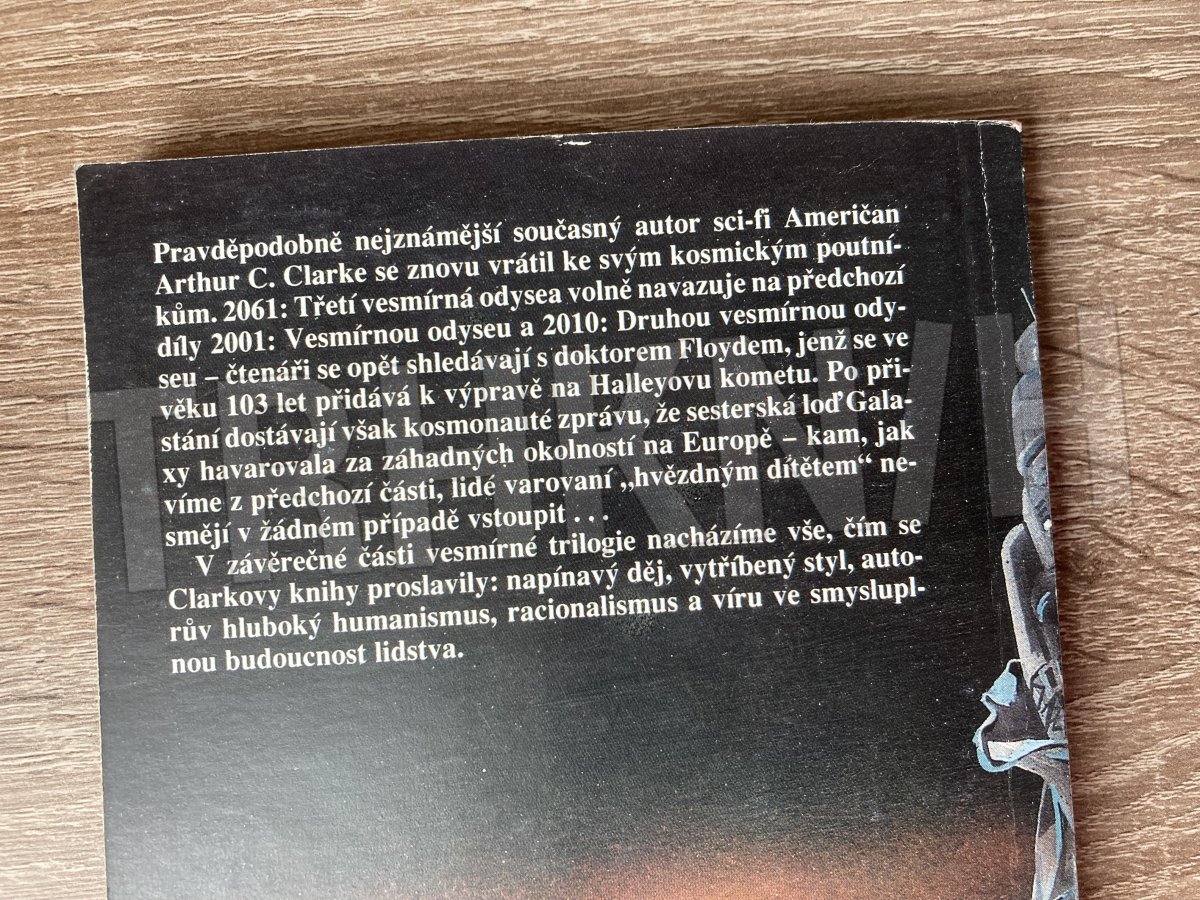 Pravděpodobně nejznámější současný autor sci-fi Američan
Arthur C. Clarke se znovu vrátil ke svým kosmickým poutní-
kům. 2061: Třetí vesmírná odysea volně navazuje na předchozí
díly 2001: Vesmírnou odyseu a 2010: Druhou vesmírnou ody-
seu – čtenáři se opět shledávají s doktorem Floydem, jenž se ve
věku 103 let přidává k výpravě na Halleyovu kometu. Po při-
stání dostávají však kosmonauté zprávu, že sesterská loď Gala-
xy havarovala za záhadných okolností na Europě – kam, jak
víme z předchozí části, lidé varovaní „hvězdným dítětem“ ne-
smějí v žádném případě vstoupit . . .
V závěrečné části vesmírné trilogie nacházíme vše, čím se
Clarkovy knihy proslavily: napínavý děj, vytříbený styl, auto-
rův hluboký humanismus, racionalismus a víru ve smyslupl-
nou budoucnost lidstva.